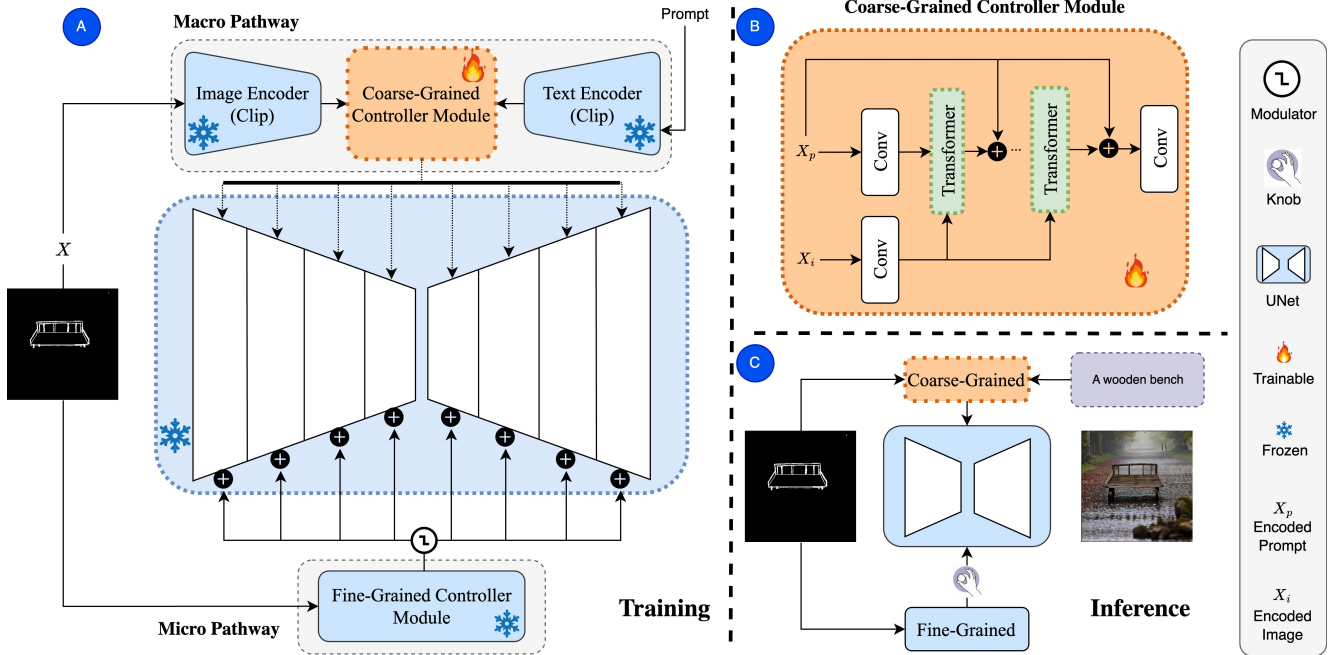 A
Macro Pathway
Prompt
Image Encoder
(Clip)
Coarse-Grained
Controller Module
Text Encoder
(Clip)
X
Fine-Grained Controller
Module
Micro Pathway
Training
B
Coarse-Grained Controller Module
X_p
Conv
Transformer
...
Transformer
Conv
X_i
Conv
C
Coarse-Grained
A wooden bench
Fine-Grained
Inference
Modulator
Knob
UNet
Trainable
Frozen
X_p
Encoded
Prompt
X_i
Encoded
Image